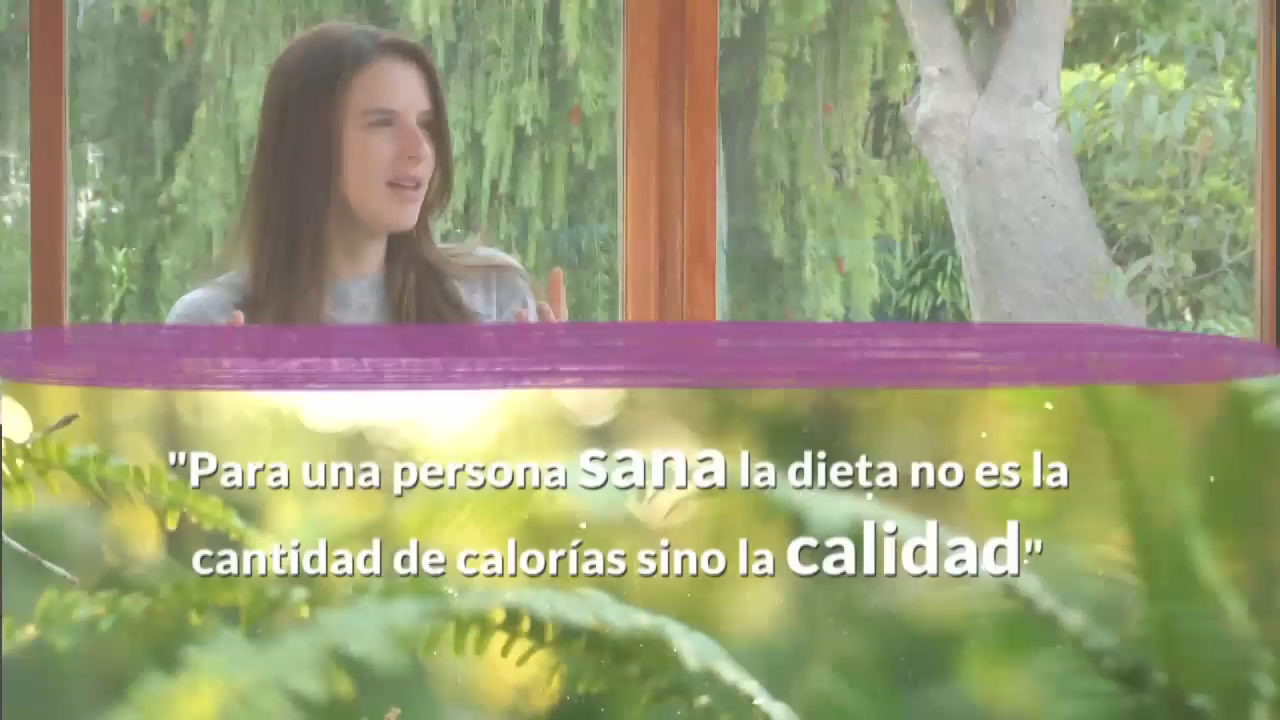 "Para una persona sana la dieta no es la
cantidad de calorías sino la calidad"